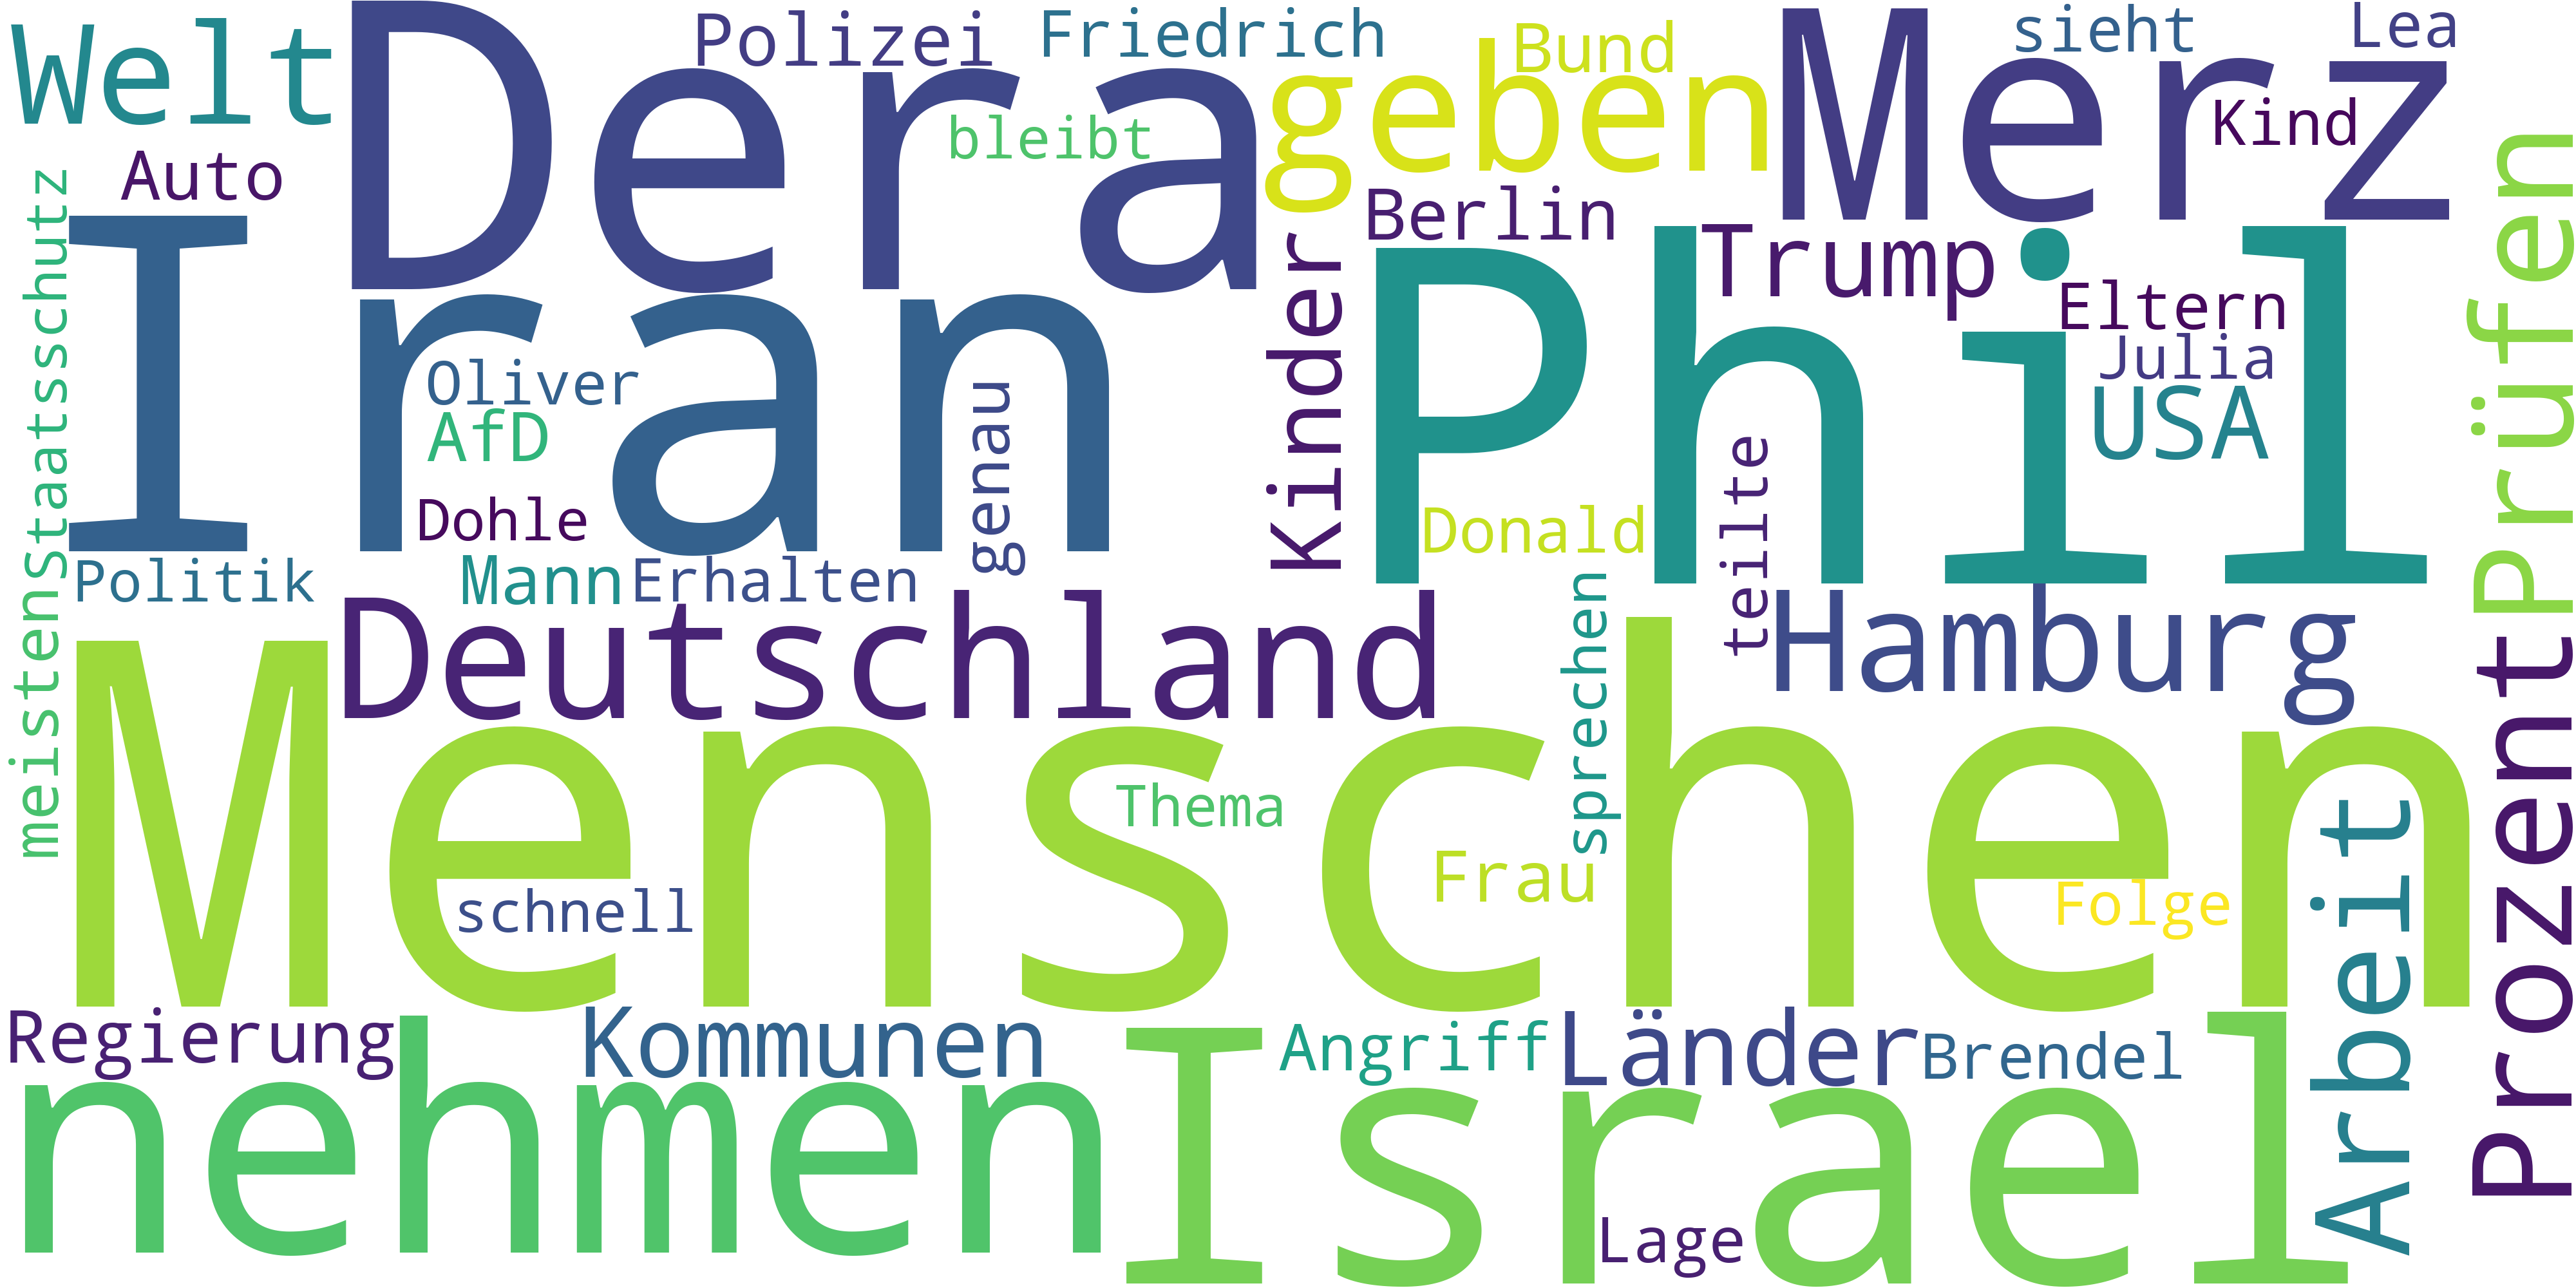 Welt
Dera
Polizei
Friedrich
geben
Bund
Merz
sieht
Lea
Kind
bleibt
Auto
Berlin
Iran
Phil
Trump
Eltern
Julia
USA
Kinder
Prüfen
Staatsschutz
Oliver
AfD
genau
Dohle
Donald
teilte
Politik
Mann
Erhalten
Deutschland
Hamburg
sprechen
meisten
Menschen
Prozent
Thema
Frau
schnell
Folge
Arbeit
Regierung
Kommunen
Angriff
Länder
Brendel
nehmen
Israel
Lage